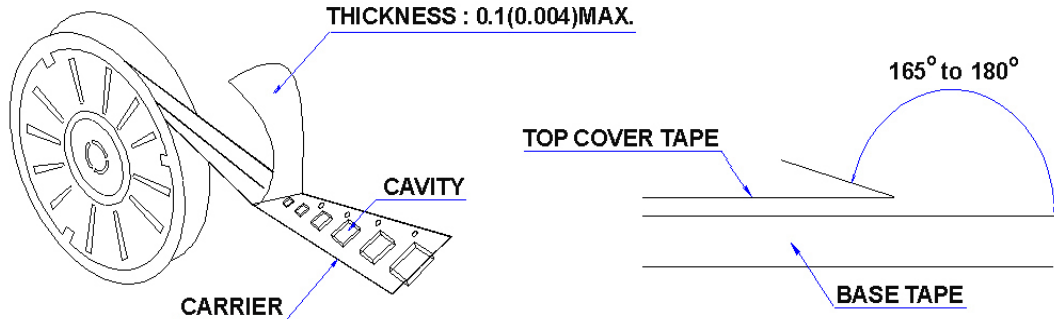 THICKNESS : 0.1(0.004)MAX.
165° to 180°
TOP COVER TAPE
CAVITY
CARRIER
BASE TAPE